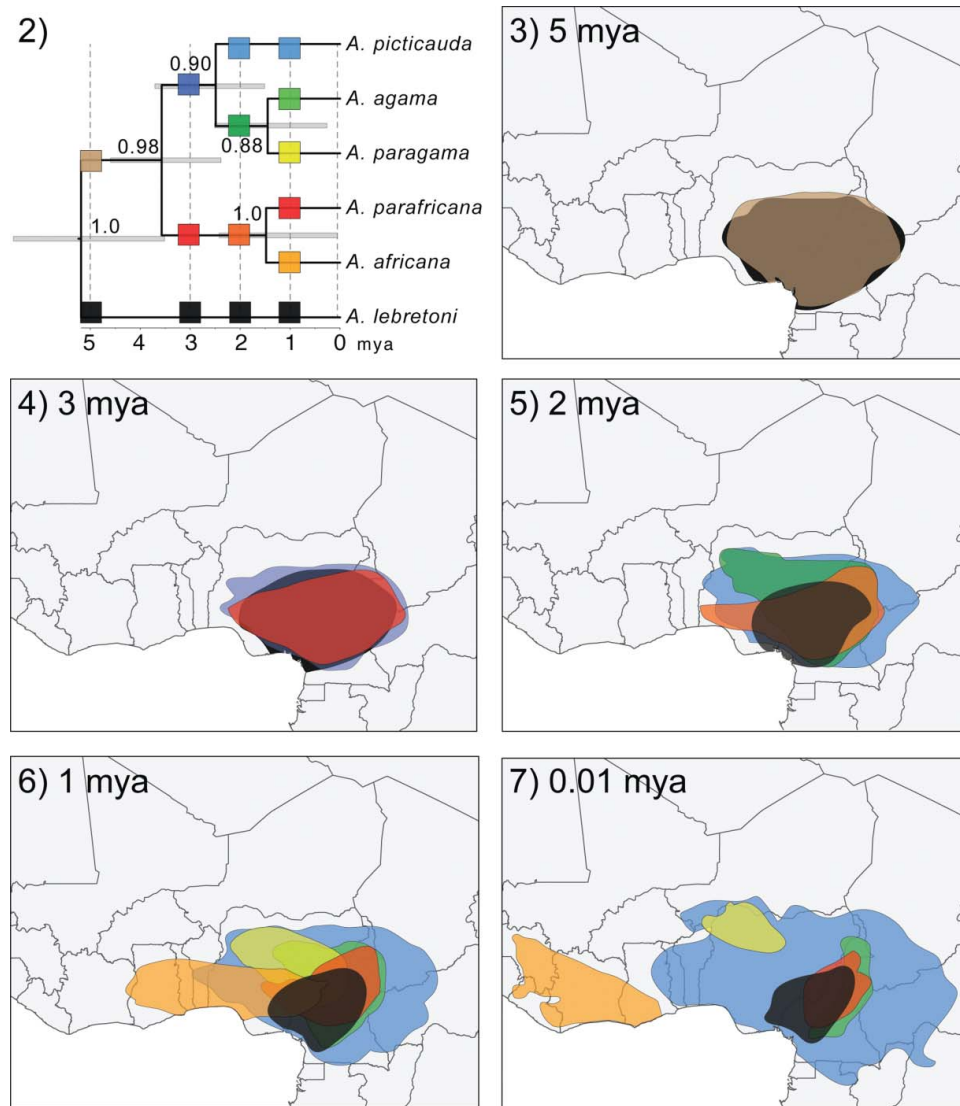 2)
A. picticauda
0.90
A. agama
0.88
A. paragama
0.98
A. parafricana
1.0
A. africana
1.0
A. lebretoni
5 4 3 2 1 0 mya
3) 5 mya
4) 3 mya
5) 2 mya
6) 1 mya
7) 0.01 mya